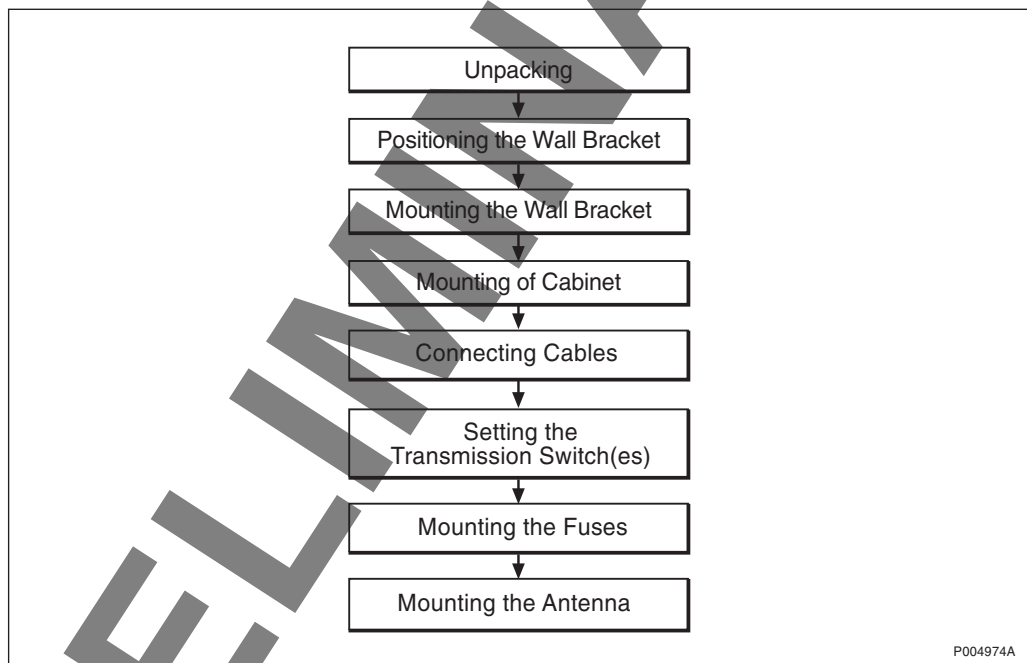 Unpacking
Positioning the Wall Bracket
Mounting the Wall Bracket
Mounting of Cabinet
Connecting Cables
Setting the
Transmission Switch(es)
Mounting the Fuses
Mounting the Antenna
P004974A